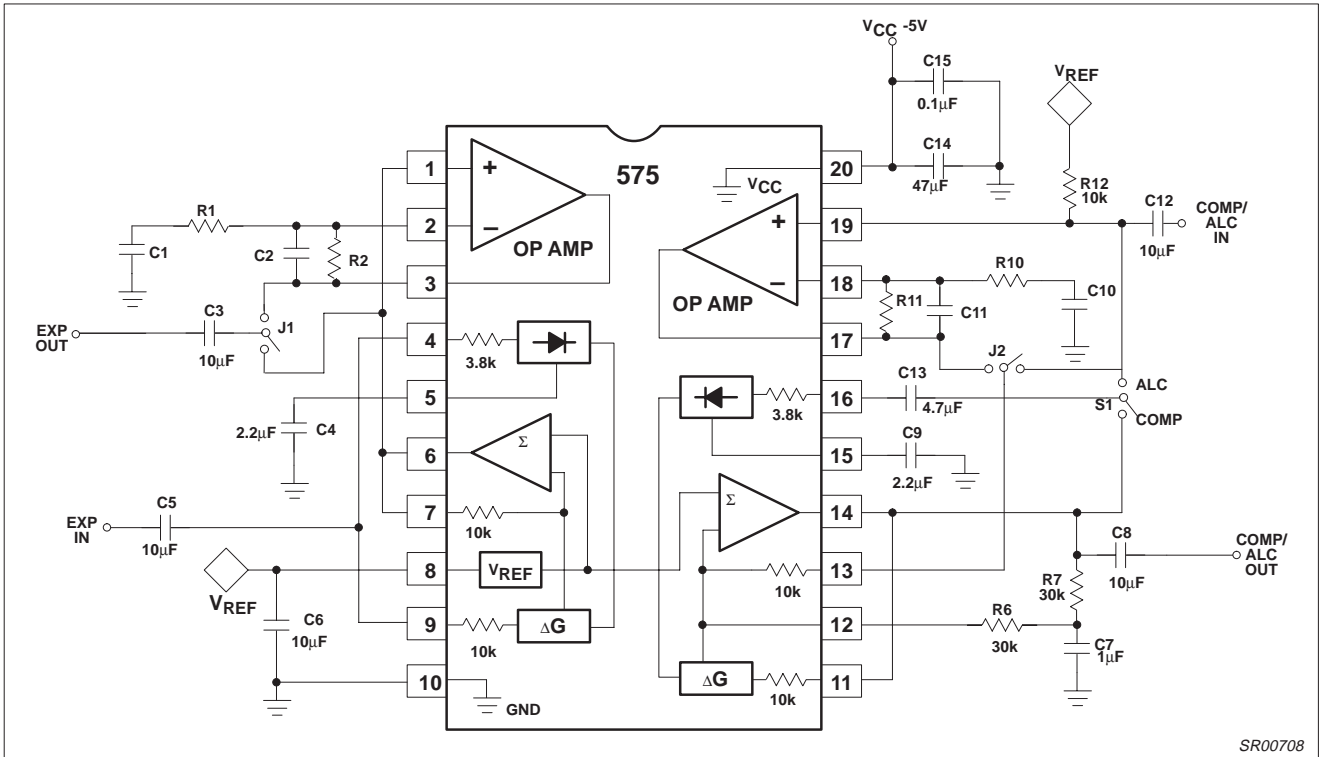 VCC -5V
C15
0.1µF
VREF
C14
47µF
R12
10k
C12
10µF
COMP/
ALC
IN
575
1
+
2
−
OP AMP
3
4
3.8k
5
6
Σ
7
10k
8
VREF
9
10k
ΔG
10
GND
20
VCC
19
+
18
−
OP AMP
17
16
3.8k
15
14
Σ
13
10k
12
11
10k
ΔG
R1
C1
C2
R2
EXP
OUT
C3
10µF
J1
2.2µF
C4
EXP
IN
C5
10µF
VREF
C6
10µF
R11
C11
R10
C10
J2
C13
4.7µF
ALC
S1
COMP
C9
2.2µF
C8
10µF
COMP/
ALC
OUT
R7
30k
R6
30k
C7
1µF
SR00708